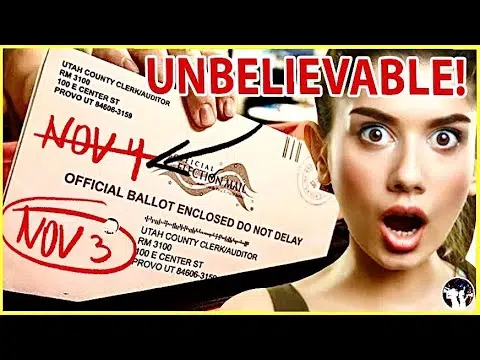 UNBELIEVABLE!
UTAH COUNTY CLERK/AUDITOR
RM 3100
100 E CENTER ST
PROVO UT 84606-3159
NOV 4
OFFICIAL
ELECTION MAIL
OFFICIAL BALLOT ENCLOSED DO NOT DELAY
NOV 3
UTAH COUNTY CLERK/AUDITOR
RM 3100
100 E CENTER ST
PROVO UT 84606-3159